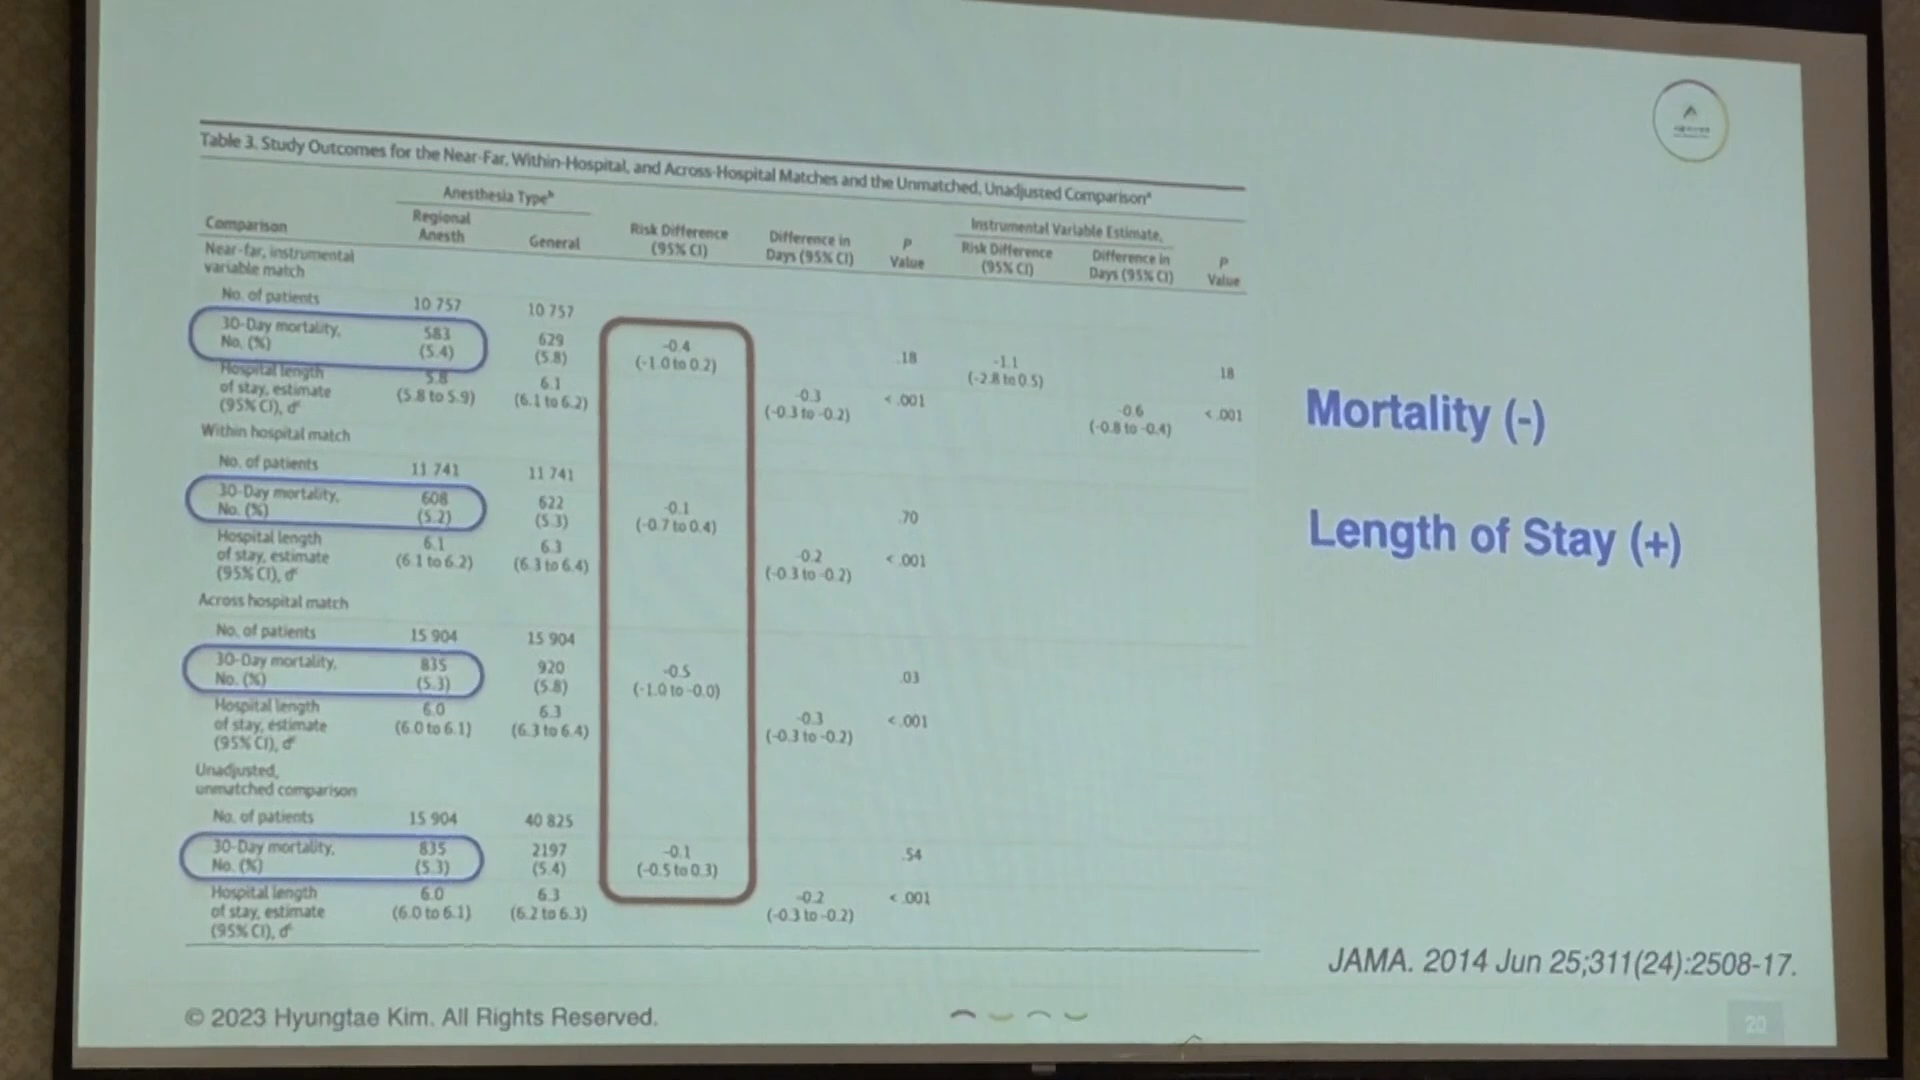 Table 3. Study Outcomes for the Near-Far, Within-Hospital, and Across-Hospital Matches and the Unmatched, Unadjusted Comparisonᵃ
Anesthesia Typeᵇ
Instrumental Variable Estimate,
Comparison Regional Anesth General Risk Difference (95% CI) Difference in Days (95% CI) P Value Risk Difference (95% CI) Difference in Days (95% CI) P Value
Near-far, instrumental
variable match
No. of patients 10 757 10 757
30-Day mortality, No. (%) 583 (5.4) 629 (5.8) -0.4 (-1.0 to 0.2) .18 -1.1 (-2.8 to 0.5) .18
Hospital length of stay, estimate (95% CI), dᶜ 5.8 (5.8 to 5.9) 6.1 (6.1 to 6.2) -0.3 (-0.3 to -0.2) <.001 -0.6 (-0.8 to -0.4) <.001
Within hospital match
No. of patients 11 741 11 741
30-Day mortality, No. (%) 608 (5.2) 622 (5.3) -0.1 (-0.7 to 0.4) .70
Hospital length of stay, estimate (95% CI), dᶜ 6.1 (6.1 to 6.2) 6.3 (6.3 to 6.4) -0.2 (-0.3 to -0.2) <.001
Across hospital match
No. of patients 15 904 15 904
30-Day mortality, No. (%) 835 (5.3) 920 (5.8) -0.5 (-1.0 to -0.0) .03
Hospital length of stay, estimate (95% CI), dᶜ 6.0 (6.0 to 6.1) 6.3 (6.3 to 6.4) -0.3 (-0.3 to -0.2) <.001
Unadjusted,
unmatched comparison
No. of patients 15 904 40 825
30-Day mortality, No. (%) 835 (5.3) 2197 (5.4) -0.1 (-0.5 to 0.3) .54
Hospital length of stay, estimate (95% CI), dᶜ 6.0 (6.0 to 6.1) 6.3 (6.2 to 6.3) -0.2 (-0.3 to -0.2) <.001
Mortality (-)
Length of Stay (+)
JAMA. 2014 Jun 25;311(24):2508-17.
© 2023 Hyungtae Kim. All Rights Reserved.
20